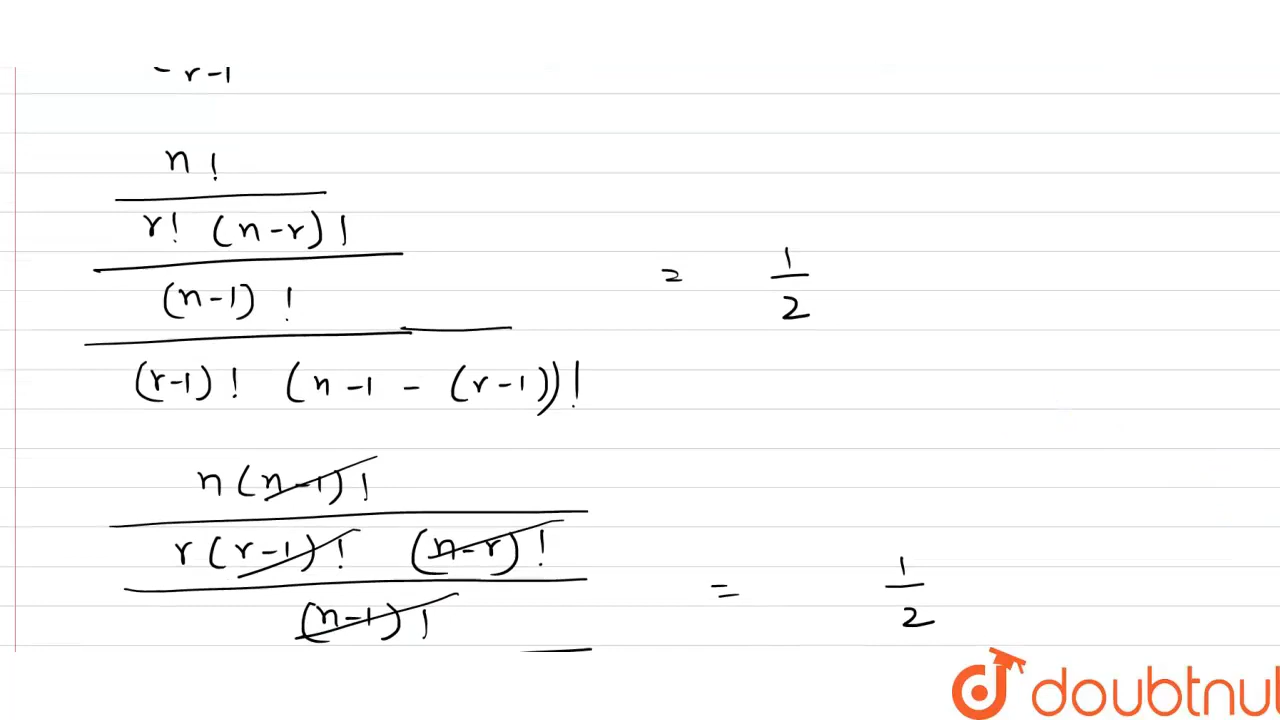 r-1
n!
r! (n-r)!
(n-1)! = 1/2
(r-1)! (n-1-(r-1))!
n(n-1)!
r(r-1)! (n-r)!
(n-1)! = 1/2
doubtnut